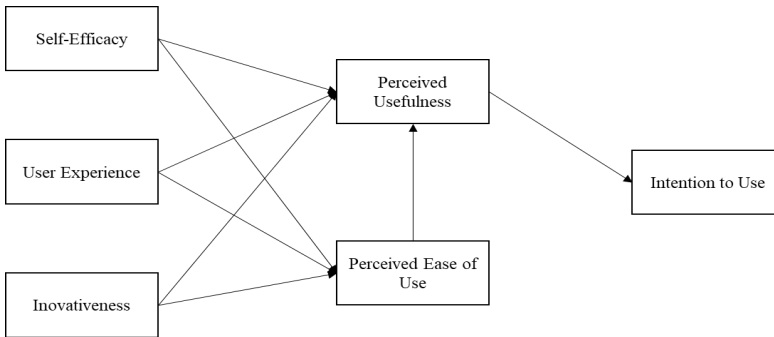 Self-Efficacy
Perceived
Usefulness
User Experience
Intention to Use
Perceived Ease of
Use
Inovativeness